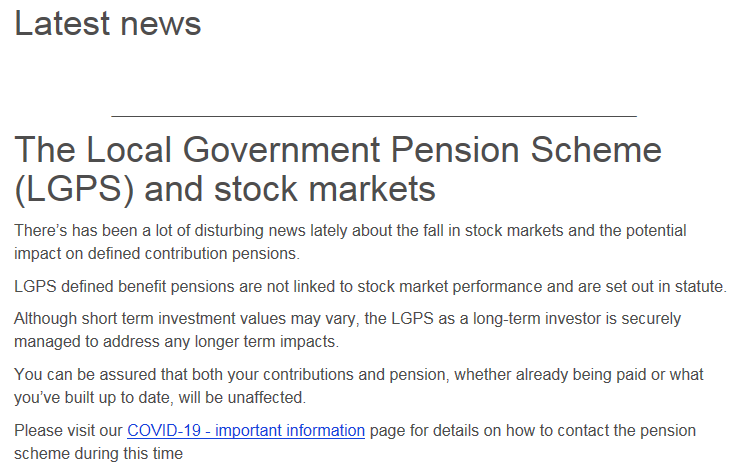 Latest news
The Local Government Pension Scheme
(LGPS) and stock markets
There's has been a lot of disturbing news lately about the fall in stock markets and the potential
impact on defined contribution pensions.
LGPS defined benefit pensions are not linked to stock market performance and are set out in statute.
Although short term investment values may vary, the LGPS as a long-term investor is securely
managed to address any longer term impacts.
You can be assured that both your contributions and pension, whether already being paid or what
you've built up to date, will be unaffected.
Please visit our COVID-19 - important information page for details on how to contact the pension
scheme during this time